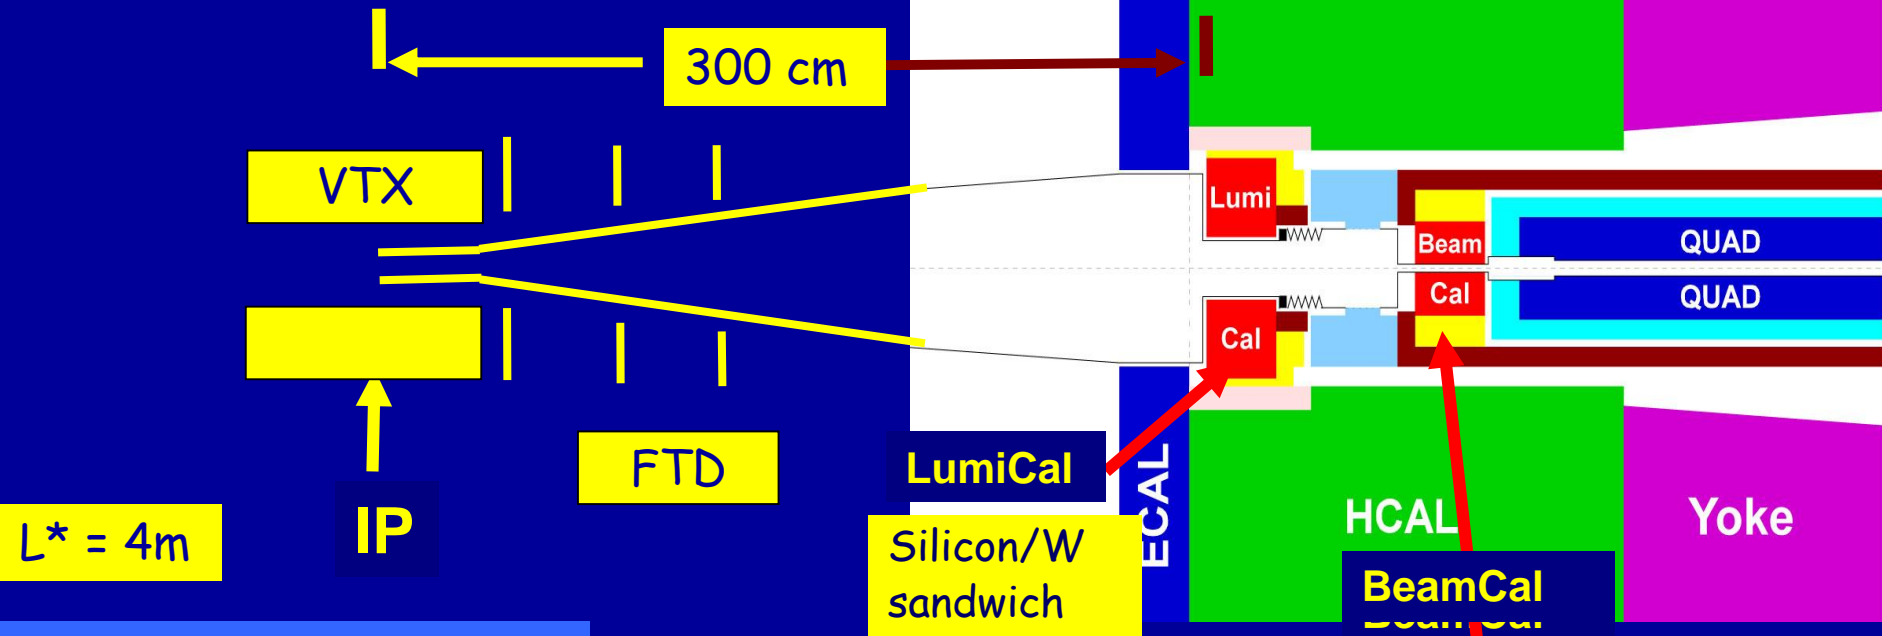 300 cm
VTX
Lumi
Beam
QUAD
Cal
QUAD
Cal
FTD
LumiCal
ECAL
IP
HCAL
Yoke
L* = 4m
Silicon/W
sandwich
BeamCal
BeamCal